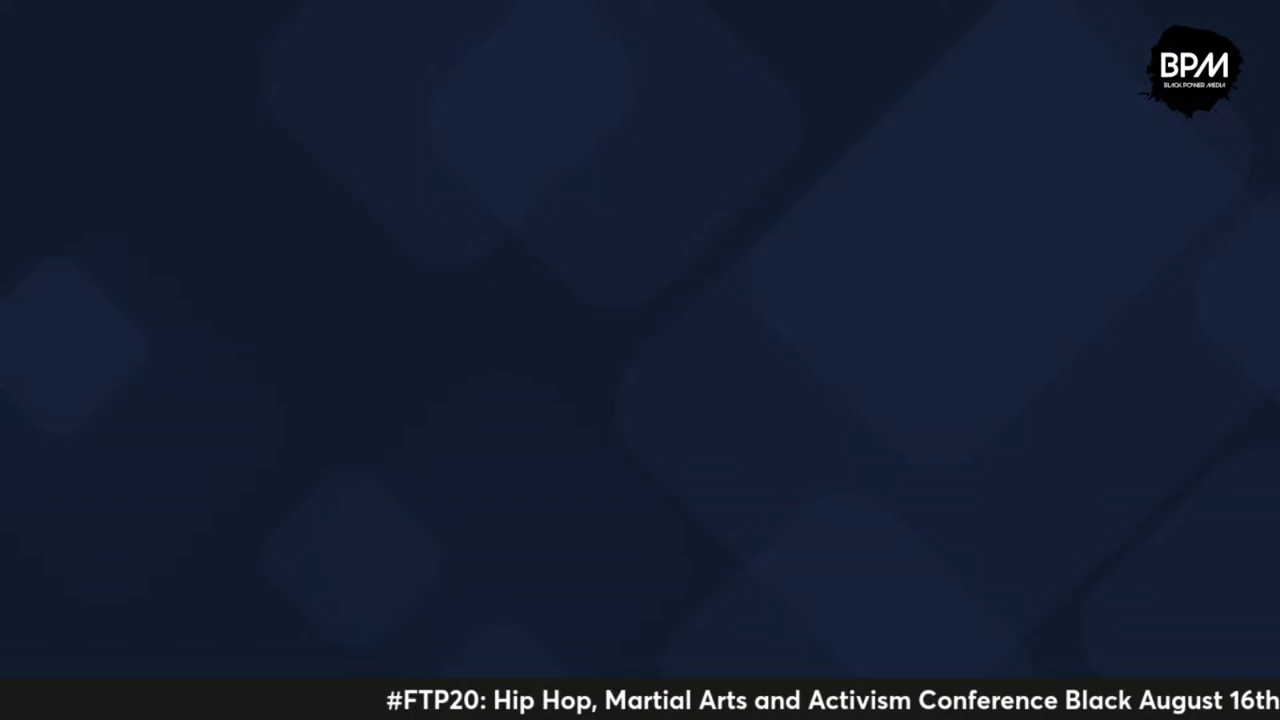 BPM
BLACK POWER MEDIA
#FTP20: Hip Hop, Martial Arts and Activism Conference Black August 16th